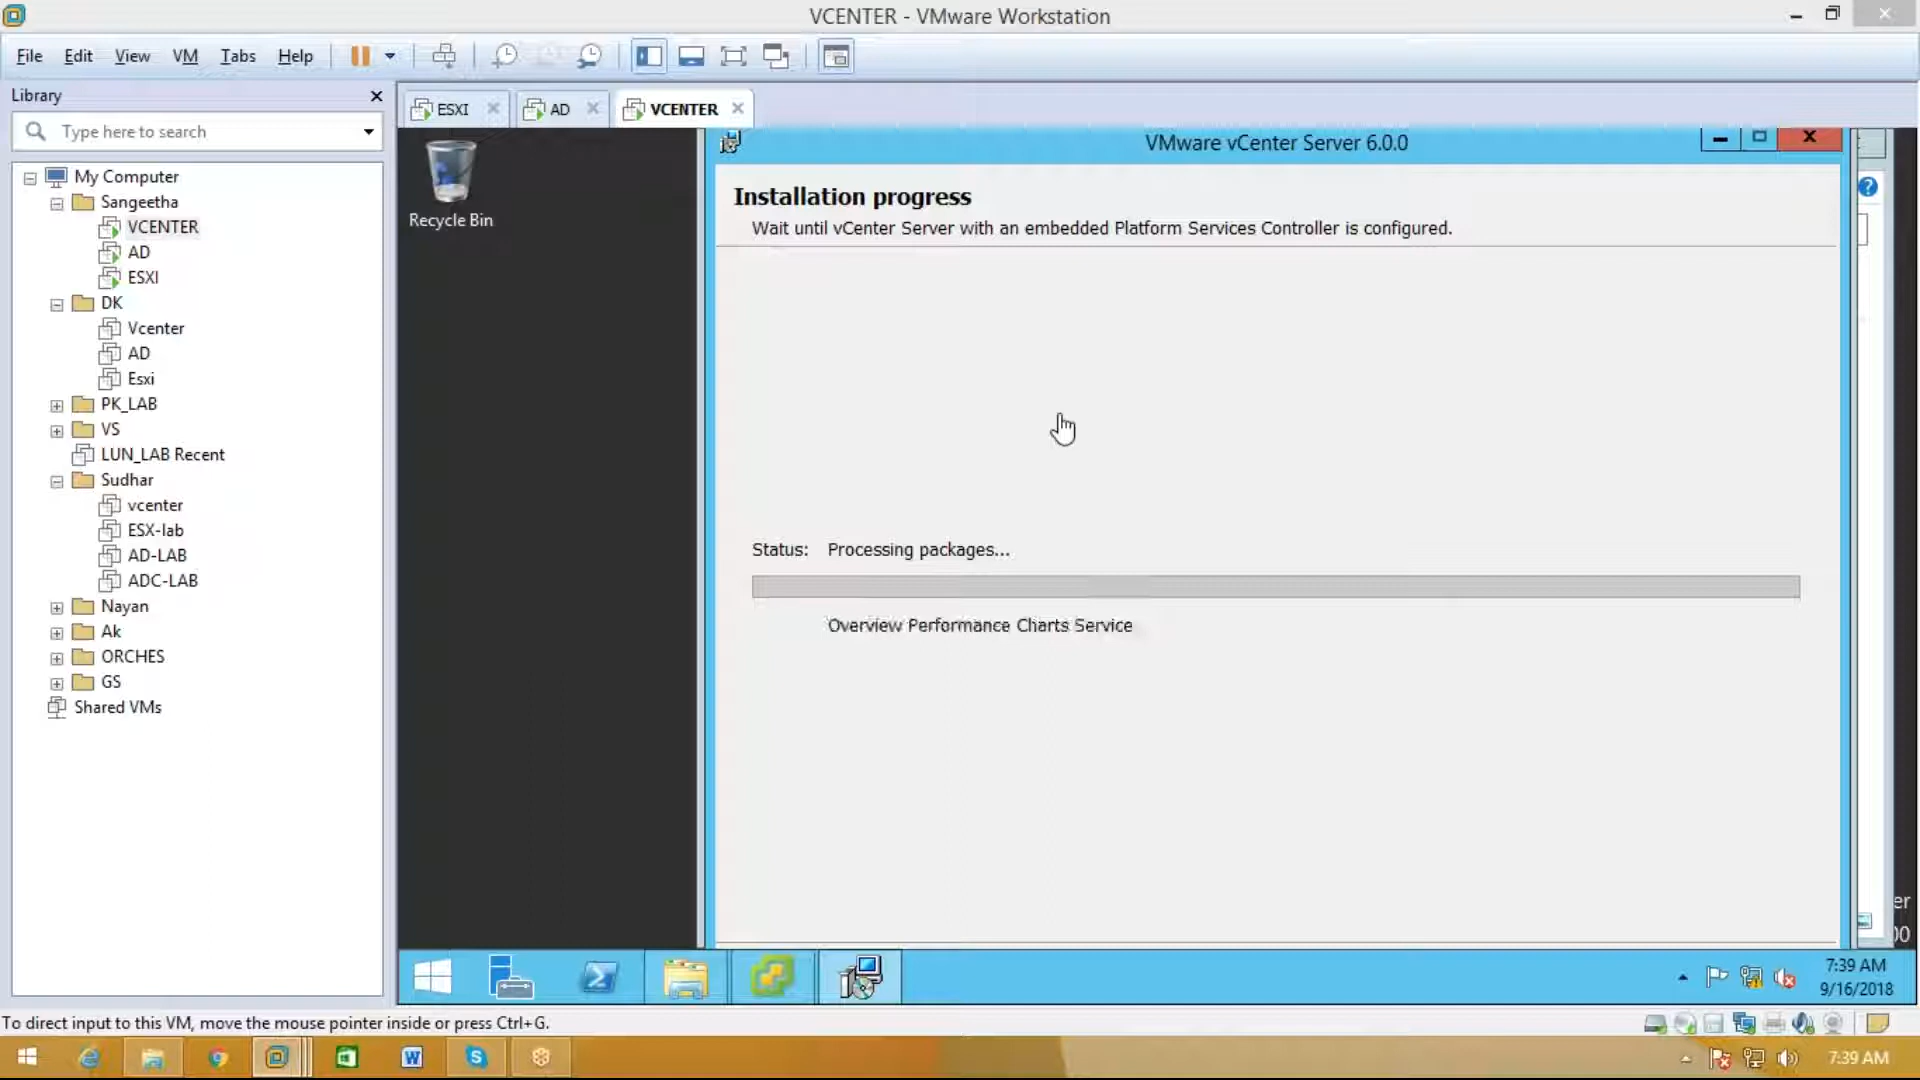 VCENTER - VMware Workstation
File Edit View VM Tabs Help
Library
Type here to search
My Computer
Sangeetha
VCENTER
AD
ESXI
DK
Vcenter
AD
Esxi
PK_LAB
VS
LUN_LAB Recent
Sudhar
vcenter
ESX-lab
AD-LAB
ADC-LAB
Nayan
Ak
ORCHES
GS
Shared VMs
ESXI AD VCENTER
Recycle Bin
VMware vCenter Server 6.0.0
Installation progress
Wait until vCenter Server with an embedded Platform Services Controller is configured.
Status: Processing packages...
Overview Performance Charts Service
er
00
7:39 AM
9/16/2018
To direct input to this VM, move the mouse pointer inside or press Ctrl+G.
7:39 AM